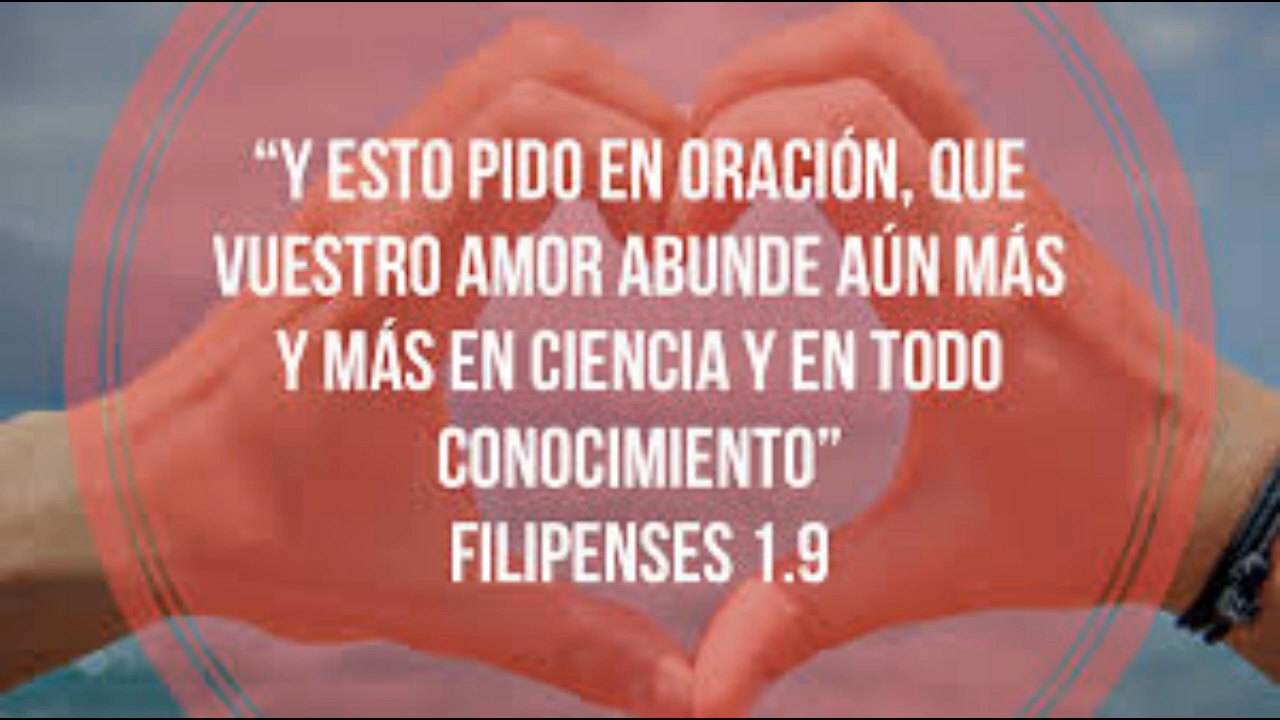 “Y ESTO PIDO EN ORACIÓN, QUE
VUESTRO AMOR ABUNDE AÚN MÁS
Y MÁS EN CIENCIA Y EN TODO
CONOCIMIENTO”
FILIPENSES 1.9